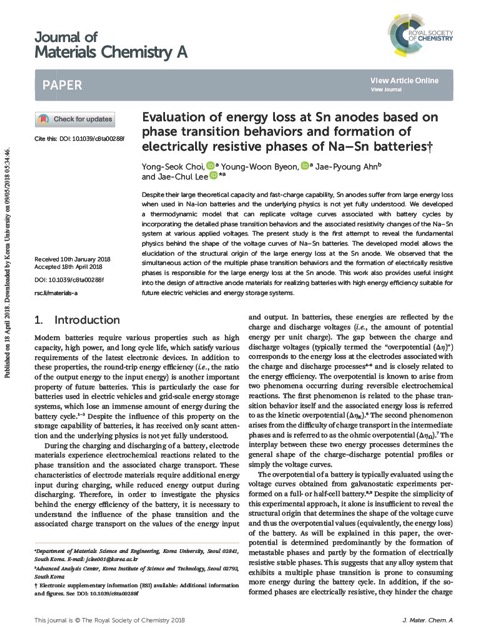 Journal of
Materials Chemistry A
ROYAL SOCIETY
OF CHEMISTRY
PAPER
View Article Online
View Journal
Check for updates
Cite this: DOI: 10.1039/c8ta00288f
Evaluation of energy loss at Sn anodes based on
phase transition behaviors and formation of
electrically resistive phases of Na–Sn batteries†
Yong-Seok Choi, ᵃ Young-Woon Byeon, ᵃ Jae-Pyoung Ahnᵇ
and Jae-Chul Lee *ᵃ
Despite their large theoretical capacity and fast-charge capability, Sn anodes suffer from large energy loss
when used in Na-ion batteries and the underlying physics is not yet fully understood. We developed
a thermodynamic model that can replicate voltage curves associated with battery cycles by
incorporating the detailed phase transition behaviors and the associated resistivity changes of the Na–Sn
system at various applied voltages. The present study is the first attempt to reveal the fundamental
physics behind the shape of the voltage curves of Na–Sn batteries. The developed model allows the
elucidation of the structural origin of the large energy loss at the Sn anode. We observed that the
simultaneous action of the multiple phase transition behaviors and the formation of electrically resistive
phases is responsible for the large energy loss at the Sn anode. This work also provides useful insight
into the design of attractive anode materials for realizing batteries with high energy efficiency suitable for
future electric vehicles and energy storage systems.
Received 10th January 2018
Accepted 18th April 2018
DOI: 10.1039/c8ta00288f
rsc.li/materials-a
Published on 18 April 2018. Downloaded by Korea University on 09/05/2018 05:34:46.
1. Introduction
Modern batteries require various properties such as high
capacity, high power, and long cycle life, which satisfy various
requirements of the latest electronic devices. In addition to
these properties, the round-trip energy efficiency (i.e., the ratio
of the output energy to the input energy) is another important
property of future batteries. This is particularly the case for
batteries used in electric vehicles and grid-scale energy storage
systems, which lose an immense amount of energy during the
battery cycle.¹⁻³ Despite the influence of this property on the
storage capability of batteries, it has received only scant atten-
tion and the underlying physics is not yet fully understood.
During the charging and discharging of a battery, electrode
materials experience electrochemical reactions related to the
phase transition and the associated charge transport. These
characteristics of electrode materials require additional energy
input during charging, while reduced energy output during
discharging. Therefore, in order to investigate the physics
behind the energy efficiency of the battery, it is necessary to
understand the influence of the phase transition and the
associated charge transport on the values of the energy input
ᵃDepartment of Materials Science and Engineering, Korea University, Seoul 02841,
South Korea. E-mail: jclee001@korea.ac.kr
ᵇAdvanced Analysis Center, Korea Institute of Science and Technology, Seoul 02792,
South Korea
† Electronic supplementary information (ESI) available: Additional information
and figures. See DOI: 10.1039/c8ta00288f
and output. In batteries, these energies are reflected by the
charge and discharge voltages (i.e., the amount of potential
energy per unit charge). The gap between the charge and
discharge voltages (typically termed the “overpotential (Δη)”)
corresponds to the energy loss at the electrodes associated with
the charge and discharge processes⁴⁻⁶ and is closely related to
the energy efficiency. The overpotential is known to arise from
two phenomena occurring during reversible electrochemical
reactions. The first phenomenon is related to the phase tran-
sition behavior itself and the associated energy loss is referred
to as the kinetic overpotential (Δηₖ).⁶ The second phenomenon
arises from the difficulty of charge transport in the intermediate
phases and is referred to as the ohmic overpotential (ΔηΩ).⁷ The
interplay between these two energy processes determines the
general shape of the charge–discharge potential profiles or
simply the voltage curves.
The overpotential of a battery is typically evaluated using the
voltage curves obtained from galvanostatic experiments per-
formed on a full- or half-cell battery.⁸,⁹ Despite the simplicity of
this experimental approach, it alone is insufficient to reveal the
structural origin that determines the shape of the voltage curve
and thus the overpotential values (equivalently, the energy loss)
of the battery. As will be explained in this paper, the over-
potential is determined predominantly by the formation of
metastable phases and partly by the formation of electrically
resistive stable phases. This suggests that any alloy system that
exhibits a multiple phase transition is prone to consuming
more energy during the battery cycle. In addition, if the so-
formed phases are electrically resistive, they hinder the charge
This journal is © The Royal Society of Chemistry 2018
J. Mater. Chem. A